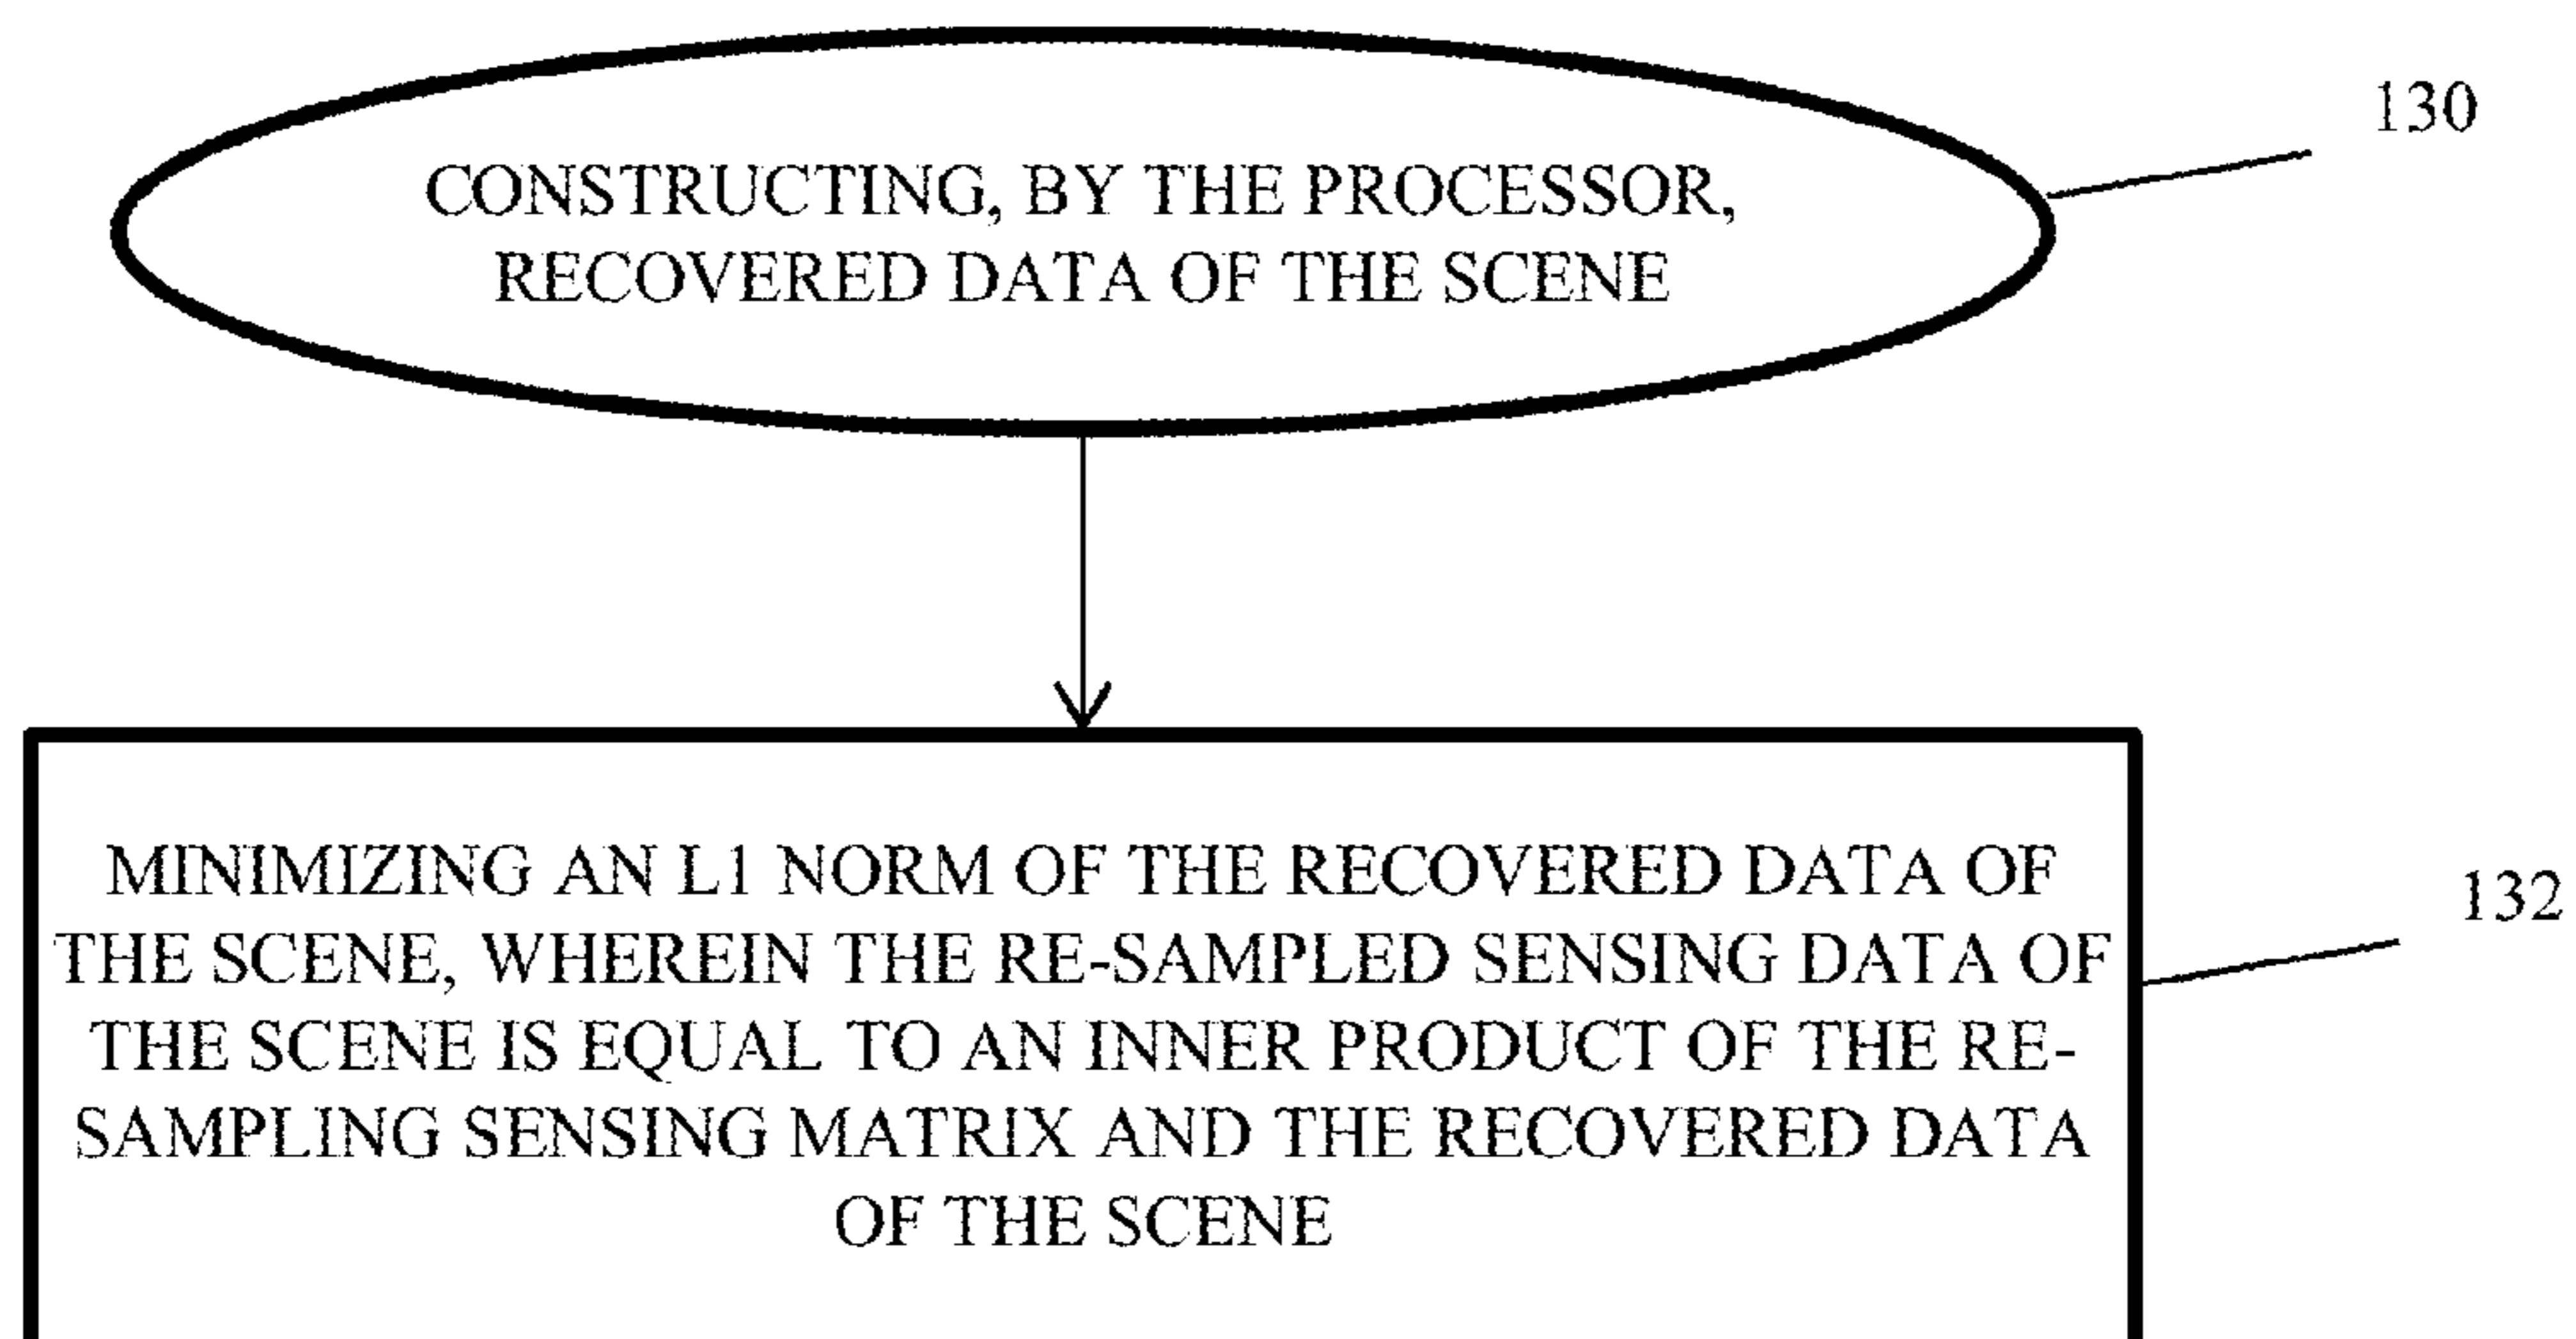 130
CONSTRUCTING, BY THE PROCESSOR,
RECOVERED DATA OF THE SCENE
MINIMIZING AN L1 NORM OF THE RECOVERED DATA OF
THE SCENE, WHEREIN THE RE-SAMPLED SENSING DATA OF
THE SCENE IS EQUAL TO AN INNER PRODUCT OF THE RE-
SAMPLING SENSING MATRIX AND THE RECOVERED DATA
OF THE SCENE
132